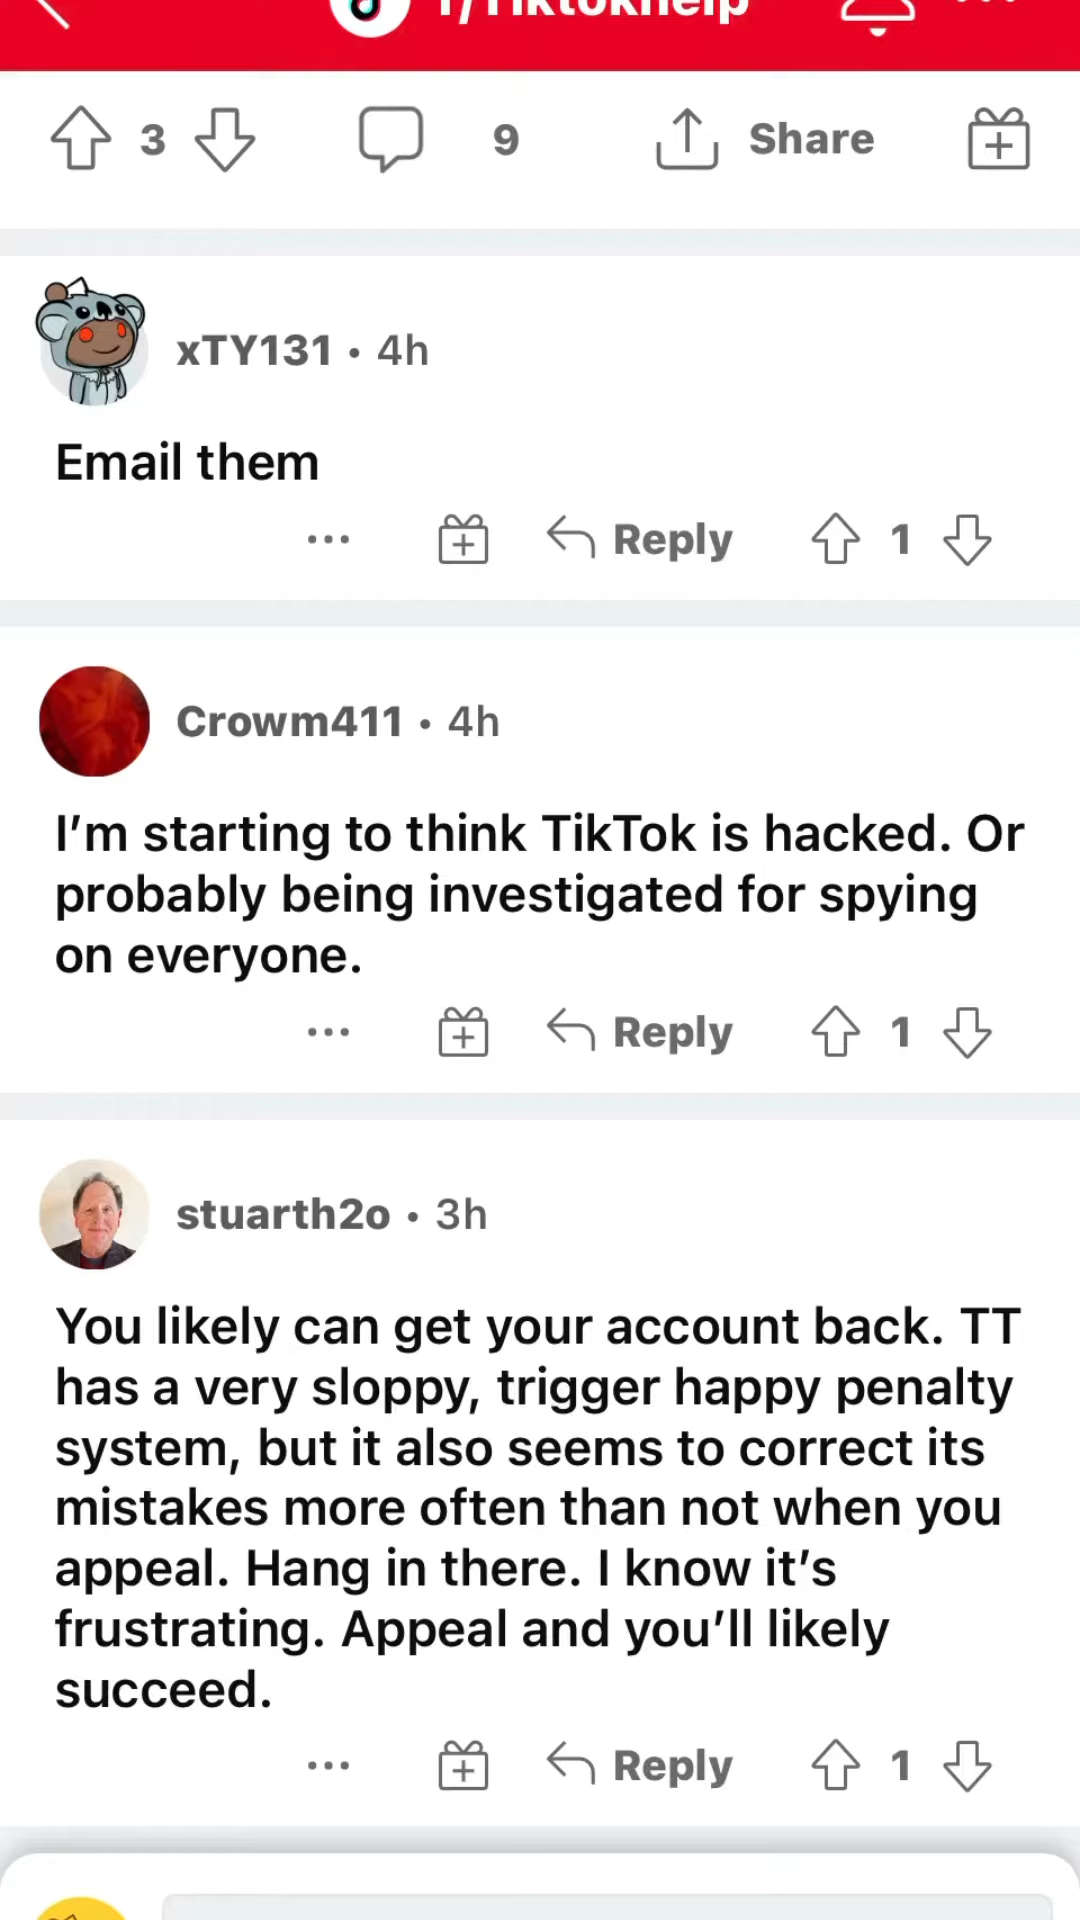 r/Tiktokhelp
3
9
Share
xTY131 • 4h
Email them
... Reply 1
Crowm411 • 4h
I'm starting to think TikTok is hacked. Or
probably being investigated for spying
on everyone.
... Reply 1
stuarth2o • 3h
You likely can get your account back. TT
has a very sloppy, trigger happy penalty
system, but it also seems to correct its
mistakes more often than not when you
appeal. Hang in there. I know it's
frustrating. Appeal and you'll likely
succeed.
... Reply 1